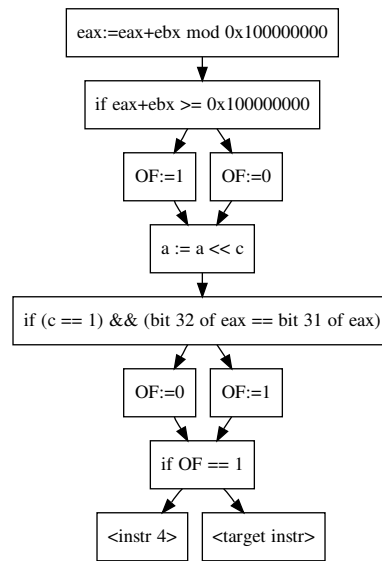 eax:=eax+ebx mod 0x100000000
if eax+ebx >= 0x100000000
OF:=1
OF:=0
a := a << c
if (c == 1) && (bit 32 of eax == bit 31 of eax)
OF:=0
OF:=1
if OF == 1
<instr 4>
<target instr>